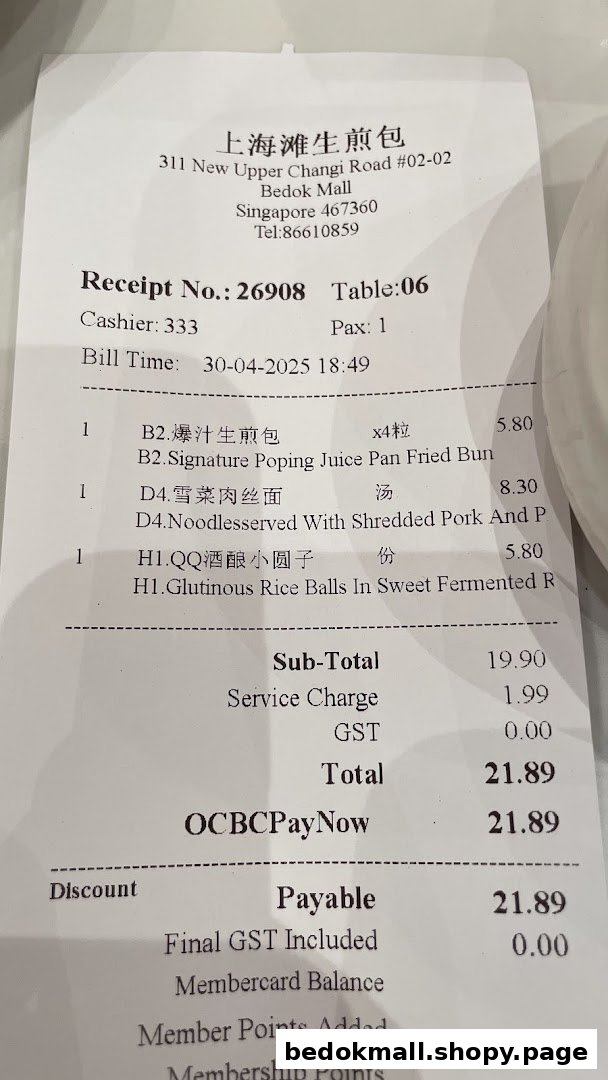 上海滩生煎包
311 New Upper Changi Road #02-02
Bedok Mall
Singapore 467360
Tel:86610859
Receipt No.: 26908 Table:06
Cashier: 333 Pax: 1
Bill Time: 30-04-2025 18:49
1 B2.爆汁生煎包 x4粒 5.80
B2.Signature Poping Juice Pan Fried Bun
1 D4.雪菜肉丝面 汤 8.30
D4.Noodlesserved With Shredded Pork And P
1 H1.QQ酒酿小圆子 份 5.80
H1.Glutinous Rice Balls In Sweet Fermented R
Sub-Total 19.90
Service Charge 1.99
GST 0.00
Total 21.89
OCBCPayNow 21.89
Discount Payable 21.89
Final GST Included 0.00
Membercard Balance
Member Points Added
Membership Points
bedokmall.shopy.page